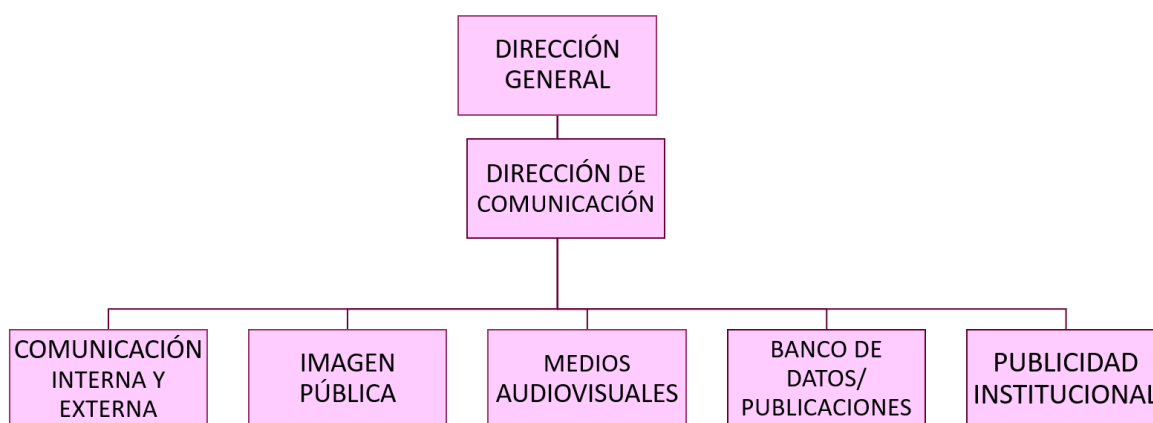 DIRECCIÓN
GENERAL
DIRECCIÓN DE
COMUNICACIÓN
COMUNICACIÓN
INTERNA Y
EXTERNA
IMAGEN
PÚBLICA
MEDIOS
AUDIOVISUALES
BANCO DE
DATOS/
PUBLICACIONES
PUBLICIDAD
INSTITUCIONAL